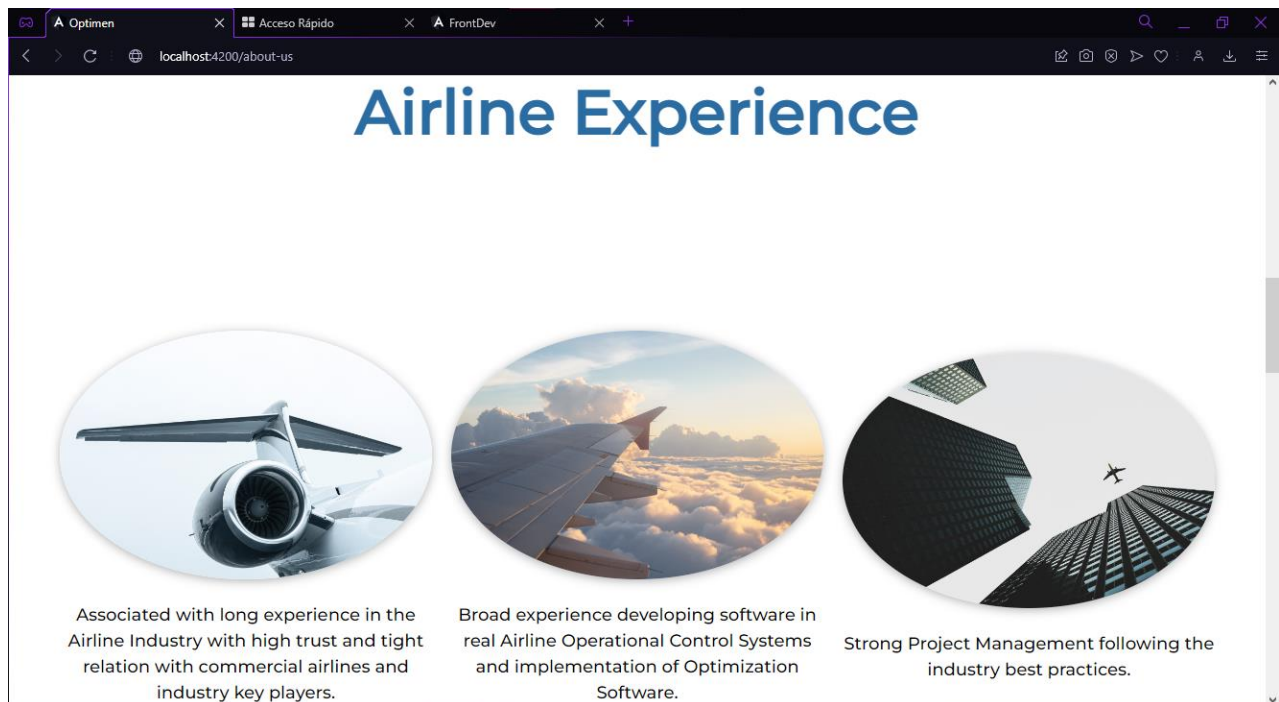 Optimen
Acceso Rápido
FrontDev
localhost:4200/about-us
Airline Experience
Associated with long experience in the
Airline Industry with high trust and tight
relation with commercial airlines and
industry key players.
Broad experience developing software in
real Airline Operational Control Systems
and implementation of Optimization
Software.
Strong Project Management following the
industry best practices.